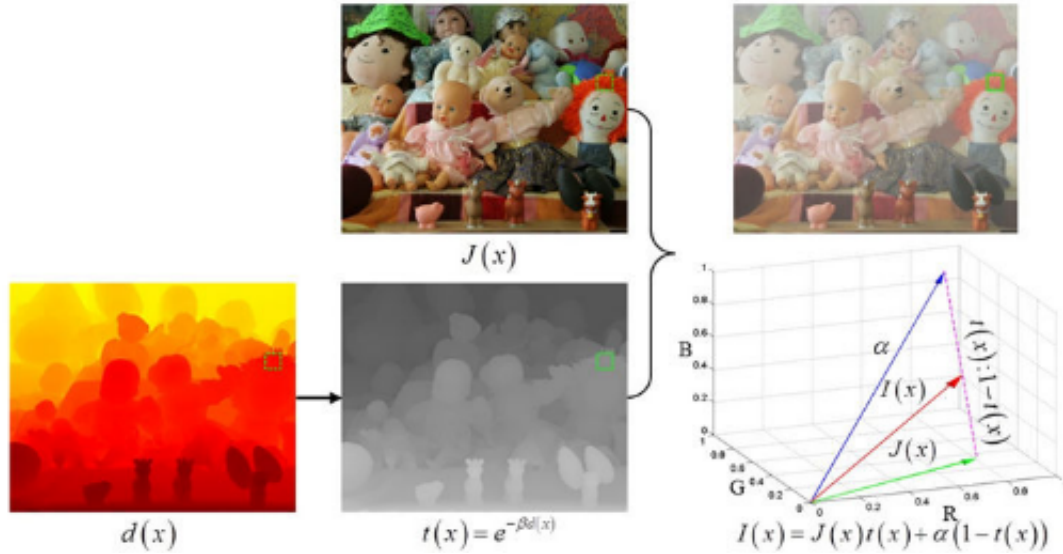 J(x)
d(x)
t(x) = e^{-βd(x)}
1
0.8
0.6
0.4
0.2
0
B
1
0.8
0.6
0.4
0.2
G
0
0.2
0.4
0.6
0.8
R
α
I(x)
J(x)
t(x):1-t(x)
I(x) = J(x)t(x) + α(1-t(x))